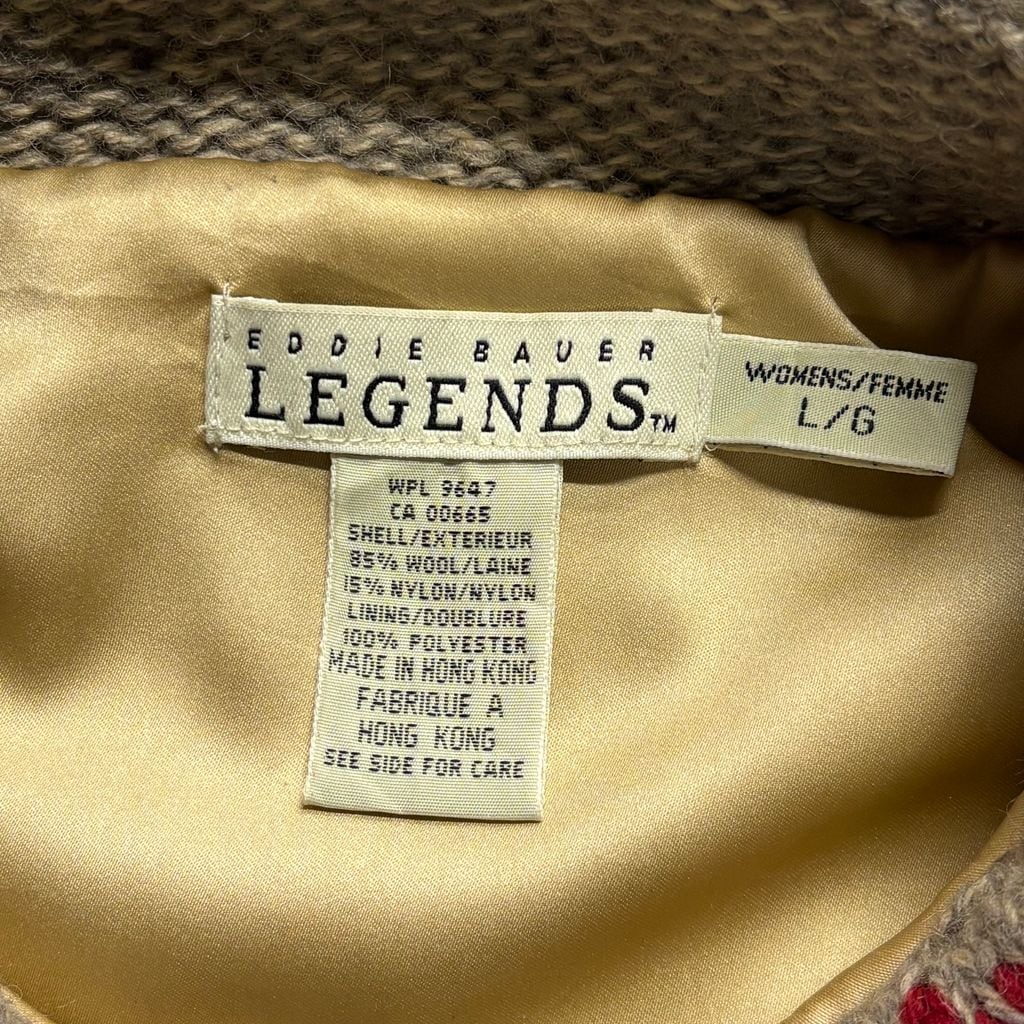 EDDIE BAUER
LEGENDS™
WOMENS/FEMME
L/G
WPL 9647
CA 00665
SHELL/EXTERIEUR
85% WOOL/LAINE
15% NYLON/NYLON
LINING/DOUBLURE
100% POLYESTER
MADE IN HONG KONG
FABRIQUE A
HONG KONG
SEE SIDE FOR CARE